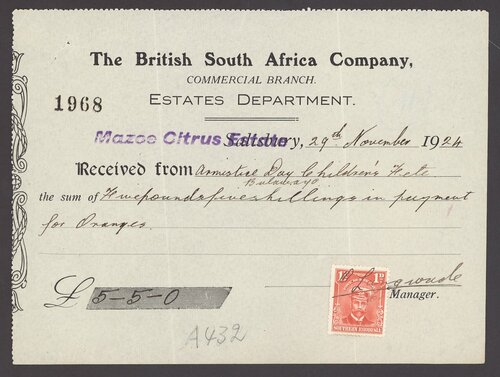 The British South Africa Company,
COMMERCIAL BRANCH.
1968
ESTATES DEPARTMENT.
Mazoe Citrus Estate
Salisbury, 29th November 1924
Received from Armistice Day Children's Fete
Bulawayo
the sum of Five pounds five shillings in payment
for Oranges.
£ 5-5-0
1D 1D
SOUTHERN RHODESIA
Manager.
A432